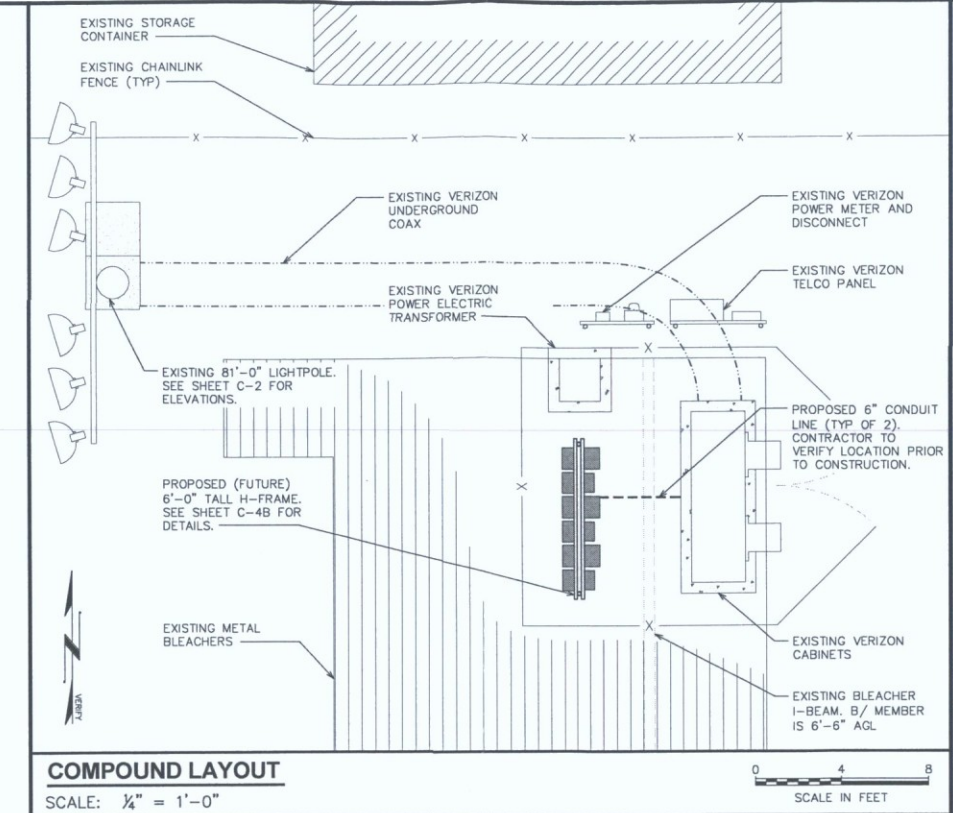 EXISTING STORAGE
CONTAINER
EXISTING CHAINLINK
FENCE (TYP)
X X X X X X X
EXISTING VERIZON
UNDERGROUND
COAX
EXISTING VERIZON
POWER METER AND
DISCONNECT
EXISTING VERIZON
TELCO PANEL
EXISTING VERIZON
POWER ELECTRIC
TRANSFORMER
EXISTING 81'-0" LIGHTPOLE.
SEE SHEET C-2 FOR
ELEVATIONS.
X
PROPOSED 6" CONDUIT
LINE (TYP OF 2).
CONTRACTOR TO
VERIFY LOCATION PRIOR
TO CONSTRUCTION.
PROPOSED (FUTURE)
6'-0" TALL H-FRAME.
SEE SHEET C-4B FOR
DETAILS.
X
X
EXISTING METAL
BLEACHERS
EXISTING VERIZON
CABINETS
EXISTING BLEACHER
I-BEAM. B/ MEMBER
IS 6'-6" AGL
N
VERIFY
COMPOUND LAYOUT
SCALE: ¼" = 1'-0"
0 4 8
SCALE IN FEET